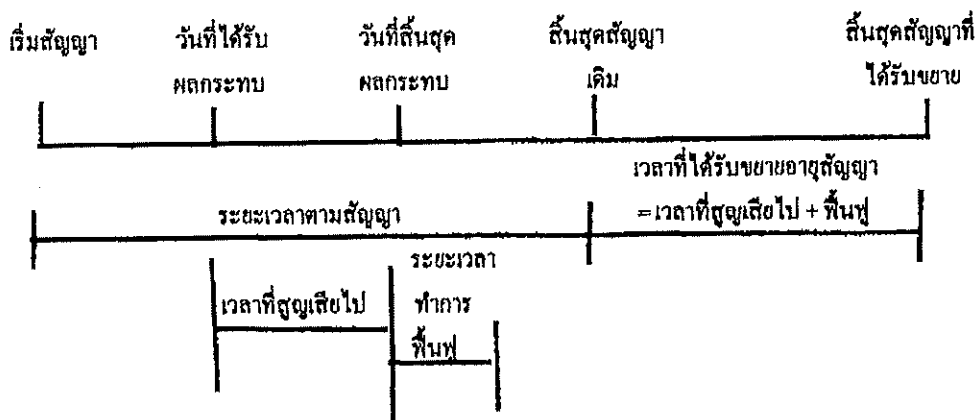 เริ่มสัญญา
วันที่ได้รับ
ผลกระทบ
วันที่สิ้นสุด
ผลกระทบ
สิ้นสุดสัญญา
เดิม
สิ้นสุดสัญญาที่
ได้รับขยาย
เวลาที่ได้รับขยายอายุสัญญา
=เวลาที่สูญเสียไป + ฟื้นฟู
ระยะเวลาตามสัญญา
เวลาที่สูญเสียไป
ระยะเวลา
ทำการ
ฟื้นฟู